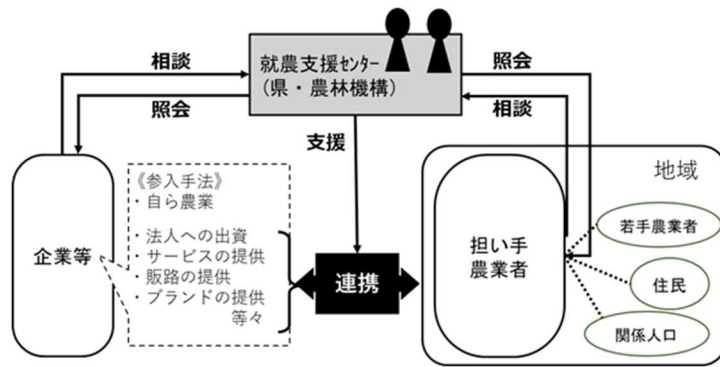 就農支援センター
（県・農林機構）
相談
照会
照会
相談
支援
企業等
《参入手法》
・自ら農業
・法人への出資
・サービスの提供
販路の提供
・ブランドの提供
等々
連携
地域
担い手
農業者
若手農業者
住民
関係人口